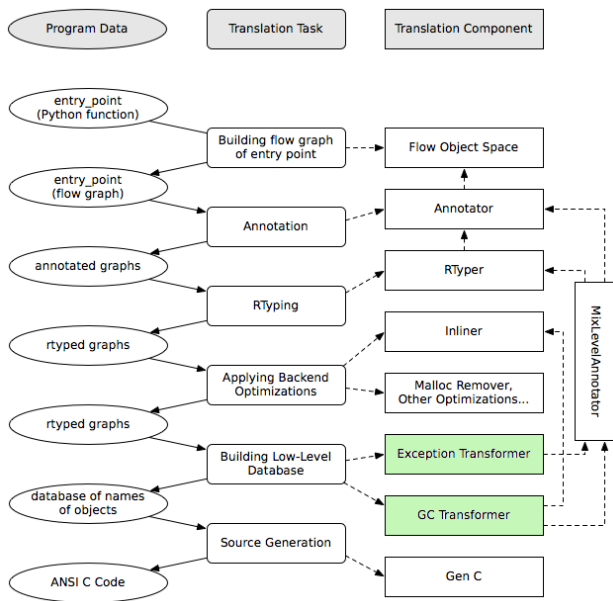 Program Data
Translation Task
Translation Component
entry_point
(Python function)
Building flow graph
of entry point
Flow Object Space
entry_point
(flow graph)
Annotation
Annotator
annotated graphs
RTyping
RTyper
MixLevelAnnotator
rtyped graphs
Inliner
Applying Backend
Optimizations
Malloc Remover,
Other Optimizations...
rtyped graphs
Building Low-Level
Database
Exception Transformer
database of names
of objects
GC Transformer
Source Generation
ANSI C Code
Gen C